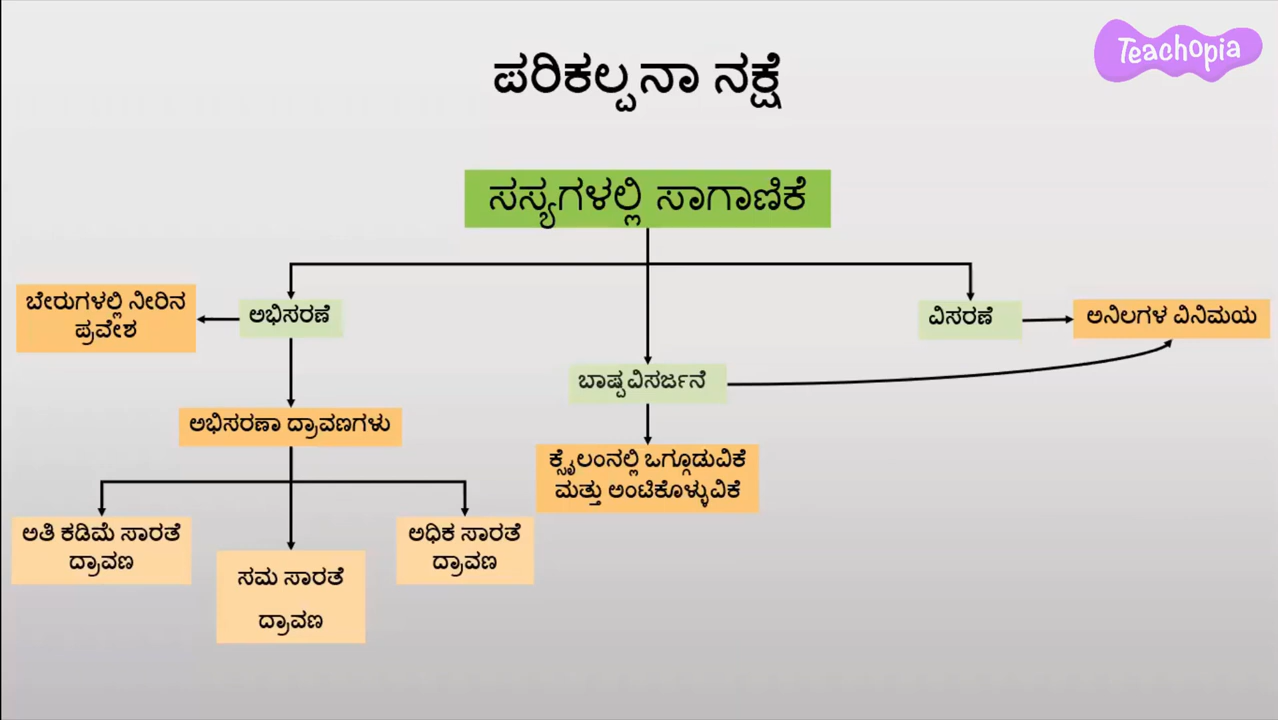 Teachopia
ಪರಿಕಲ್ಪನಾ ನಕ್ಷೆ
ಸಸ್ಯಗಳಲ್ಲಿ ಸಾಗಾಣಿಕೆ
ಬೇರುಗಳಲ್ಲಿ ನೀರಿನ
ಪ್ರವೇಶ
ಅಭಿಸರಣೆ
ವಿಸರಣೆ
ಅನಿಲಗಳ ವಿನಿಮಯ
ಬಾಷ್ಪವಿಸರ್ಜನೆ
ಅಭಿಸರಣಾ ದ್ರಾವಣಗಳು
ಕ್ಸೈಲಂನಲ್ಲಿ ಒಗ್ಗೂಡುವಿಕೆ
ಮತ್ತು ಅಂಟಿಕೊಳ್ಳುವಿಕೆ
ಅತಿ ಕಡಿಮೆ ಸಾರತೆ
ದ್ರಾವಣ
ಸಮ ಸಾರತೆ
ದ್ರಾವಣ
ಅಧಿಕ ಸಾರತೆ
ದ್ರಾವಣ